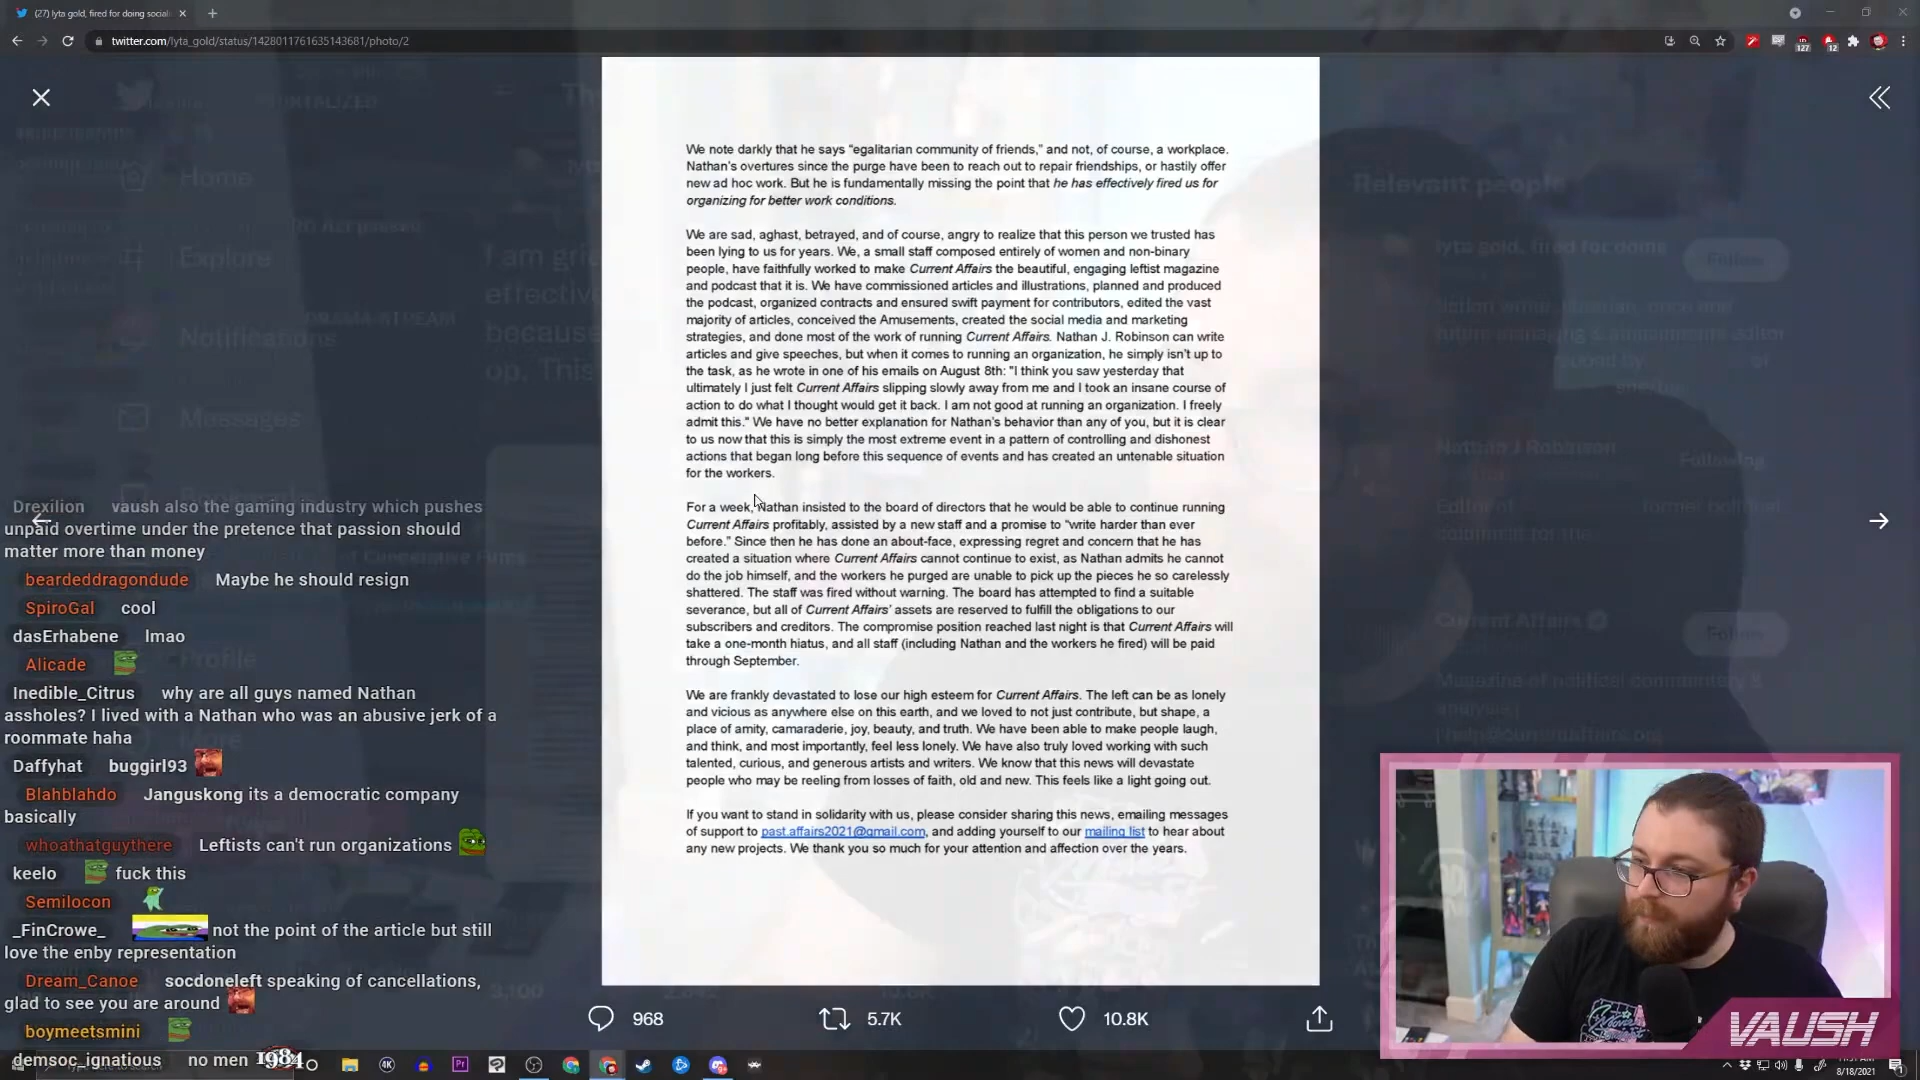 (27) lyta gold, fired for doing social
twitter.com/lyta_gold/status/1428011761635143681/photo/2
127
12
We note darkly that he says “egalitarian community of friends,” and not, of course, a workplace.
Nathan’s overtures since the purge have been to reach out to repair friendships, or hastily offer
new ad hoc work. But he is fundamentally missing the point that he has effectively fired us for
organizing for better work conditions.
We are sad, aghast, betrayed, and of course, angry to realize that this person we trusted has
been lying to us for years. We, a small staff composed entirely of women and non-binary
people, have faithfully worked to make Current Affairs the beautiful, engaging leftist magazine
and podcast that it is. We have commissioned articles and illustrations, planned and produced
the podcast, organized contracts and ensured swift payment for contributors, edited the vast
majority of articles, conceived the Amusements, created the social media and marketing
strategies, and done most of the work of running Current Affairs. Nathan J. Robinson can write
articles and give speeches, but when it comes to running an organization, he simply isn’t up to
the task, as he wrote in one of his emails on August 8th: “I think you saw yesterday that
ultimately I just felt Current Affairs slipping slowly away from me and I took an insane course of
action to do what I thought would get it back. I am not good at running an organization. I freely
admit this.” We have no better explanation for Nathan’s behavior than any of you, but it is clear
to us now that this is simply the most extreme event in a pattern of controlling and dishonest
actions that began long before this sequence of events and has created an untenable situation
for the workers.
For a week, Nathan insisted to the board of directors that he would be able to continue running
Current Affairs profitably, assisted by a new staff and a promise to “write harder than ever
before.” Since then he has done an about-face, expressing regret and concern that he has
created a situation where Current Affairs cannot continue to exist, as Nathan admits he cannot
do the job himself, and the workers he purged are unable to pick up the pieces he so carelessly
shattered. The staff was fired without warning. The board has attempted to find a suitable
severance, but all of Current Affairs’ assets are reserved to fulfill the obligations to our
subscribers and creditors. The compromise position reached last night is that Current Affairs will
take a one-month hiatus, and all staff (including Nathan and the workers he fired) will be paid
through September.
We are frankly devastated to lose our high esteem for Current Affairs. The left can be as lonely
and vicious as anywhere else on this earth, and we loved to not just contribute, but shape, a
place of amity, camaraderie, joy, beauty, and truth. We have been able to make people laugh,
and think, and most importantly, feel less lonely. We have also truly loved working with such
talented, curious, and generous artists and writers. We know that this news will devastate
people who may be reeling from losses of faith, old and new. This feels like a light going out.
If you want to stand in solidarity with us, please consider sharing this news, emailing messages
of support to past.affairs2021@gmail.com, and adding yourself to our mailing list to hear about
any new projects. We thank you so much for your attention and affection over the years.
968
5.7K
10.8K
Home
Explore
Notifications
Messages
Profile
More
Relevant people
lyta gold, fired for doing
Follow
Nathan J Robinson
Following
Current Affairs
Follow
Drexilion vaush also the gaming industry which pushes
unpaid overtime under the pretence that passion should
matter more than money
beardeddragondude Maybe he should resign
SpiroGal cool
dasErhabene lmao
Alicade
Inedible_Citrus why are all guys named Nathan
assholes? I lived with a Nathan who was an abusive jerk of a
roommate haha
Daffyhat buggirl93
Blahblahdo Janguskong its a democratic company
basically
whoathatguythere Leftists can't run organizations
keelo fuck this
Semilocon
_FinCrowe_ not the point of the article but still
love the enby representation
Dream_Canoe socdoneleft speaking of cancellations,
glad to see you are around
boymeetsmini
demsoc_ignatious no men 1984
VAUSH
8/18/2021